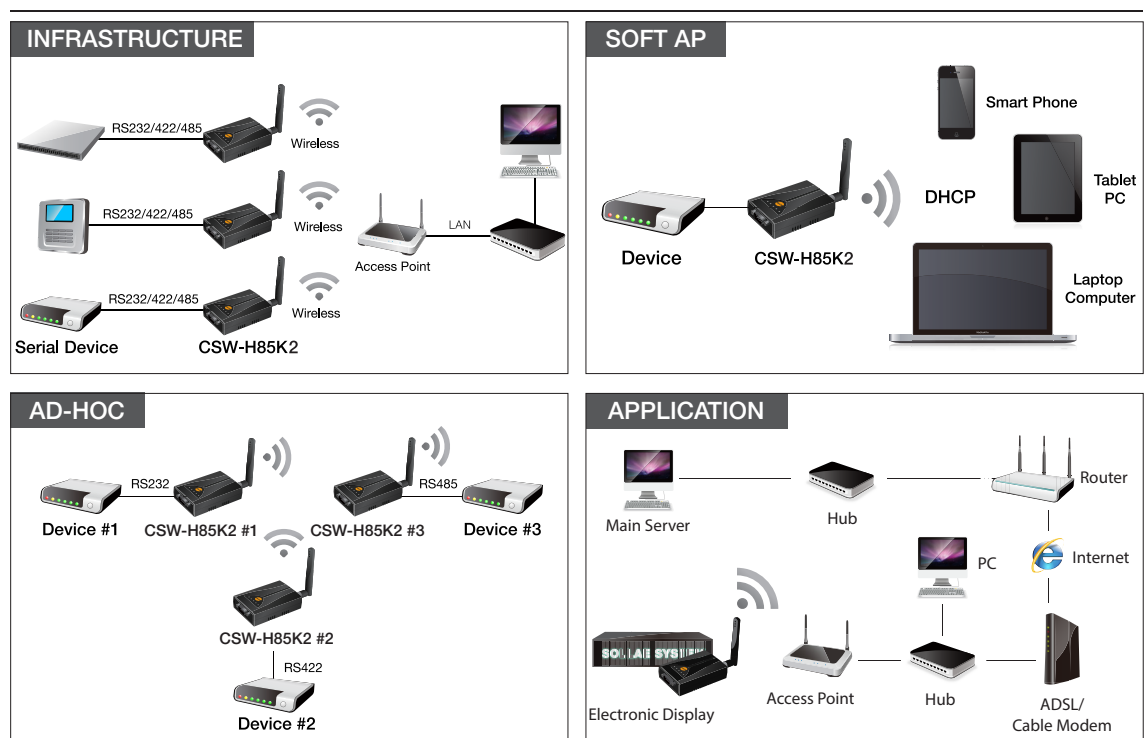 INFRASTRUCTURE
RS232/422/485
Wireless
RS232/422/485
Wireless
LAN
Access Point
RS232/422/485
Wireless
Serial Device
CSW-H85K2
SOFT AP
Smart Phone
DHCP
Tablet
PC
Device
CSW-H85K2
Laptop
Computer
AD-HOC
RS232
RS485
Device #1
CSW-H85K2 #1
CSW-H85K2 #3
Device #3
CSW-H85K2 #2
RS422
Device #2
APPLICATION
Main Server
Hub
Router
PC
Internet
Electronic Display
Access Point
Hub
ADSL/
Cable Modem